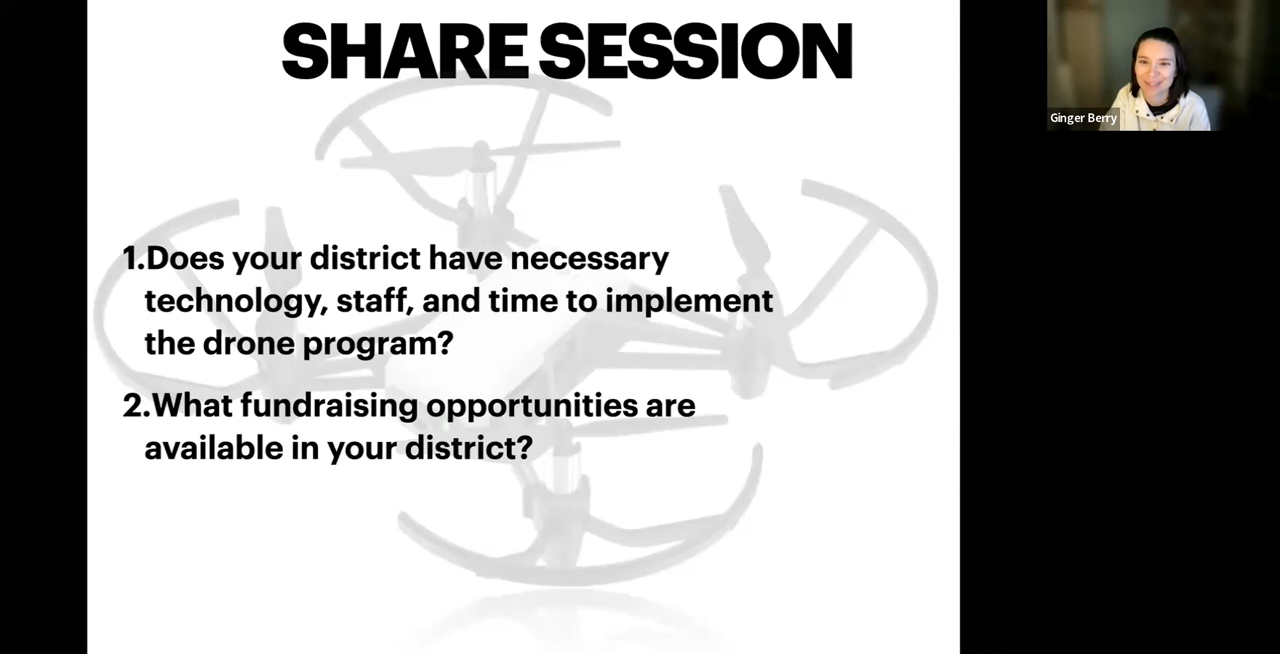 SHARE SESSION
Ginger Berry
1.Does your district have necessary
technology, staff, and time to implement
the drone program?
2.What fundraising opportunities are
available in your district?